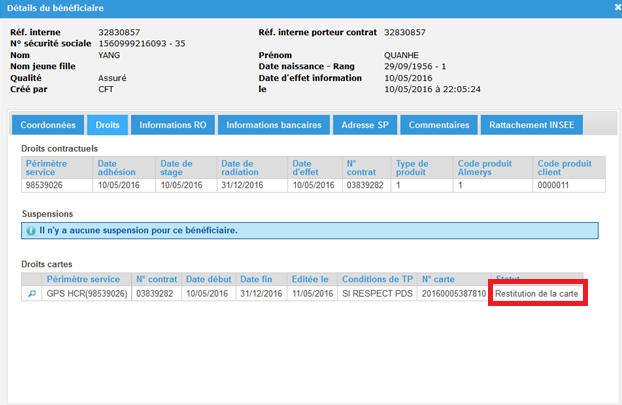 Détails du bénéficiaire
Réf. interne 32830857 Réf. interne porteur contrat 32830857
N° sécurité sociale 1560999216093 - 35
Nom YANG Prénom QUANHE
Nom jeune fille Date naissance - Rang 29/09/1956 - 1
Qualité Assuré Date d'effet information 10/05/2016
Créé par CFT le 10/05/2016 à 22:05:24
Coordonnées Droits Informations RO Informations bancaires Adresse SP Commentaires Rattachement INSEE
Droits contractuels
Périmètre service Date adhésion Date de stage Date de radiation Date d'effet N° contrat Type de produit Code produit Almerys Code produit client
98539026 10/05/2016 10/05/2016 31/12/2016 10/05/2016 03839282 1 1 0000011
Suspensions
Il n'y a aucune suspension pour ce bénéficiaire.
Droits cartes
Périmètre service N° contrat Date début Date fin Editée le Conditions de TP N° carte Statut
GPS HCR(98539026) 03839282 10/05/2016 31/12/2016 11/05/2016 SI RESPECT PDS 20160005387810 Restitution de la carte